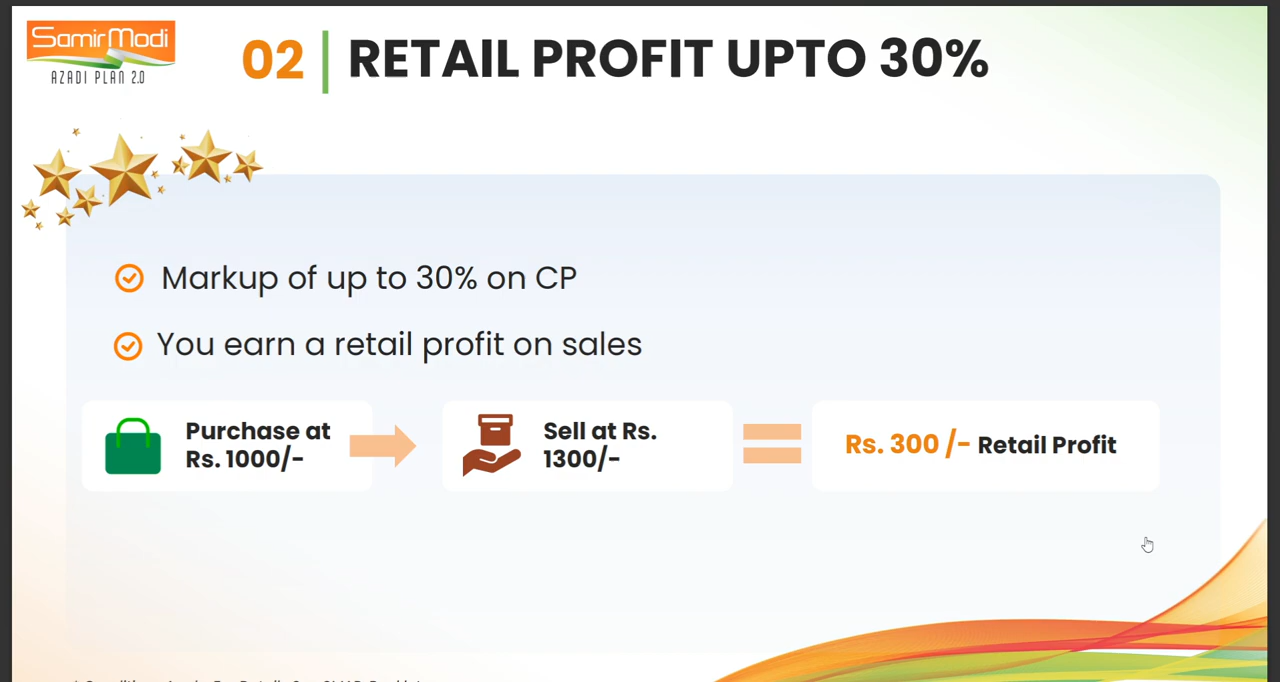 SamirModi
AZADI PLAN 2.0
02 | RETAIL PROFIT UPTO 30%
Markup of up to 30% on CP
You earn a retail profit on sales
Purchase at
Rs. 1000/-
Sell at Rs.
1300/-
Rs. 300 /- Retail Profit